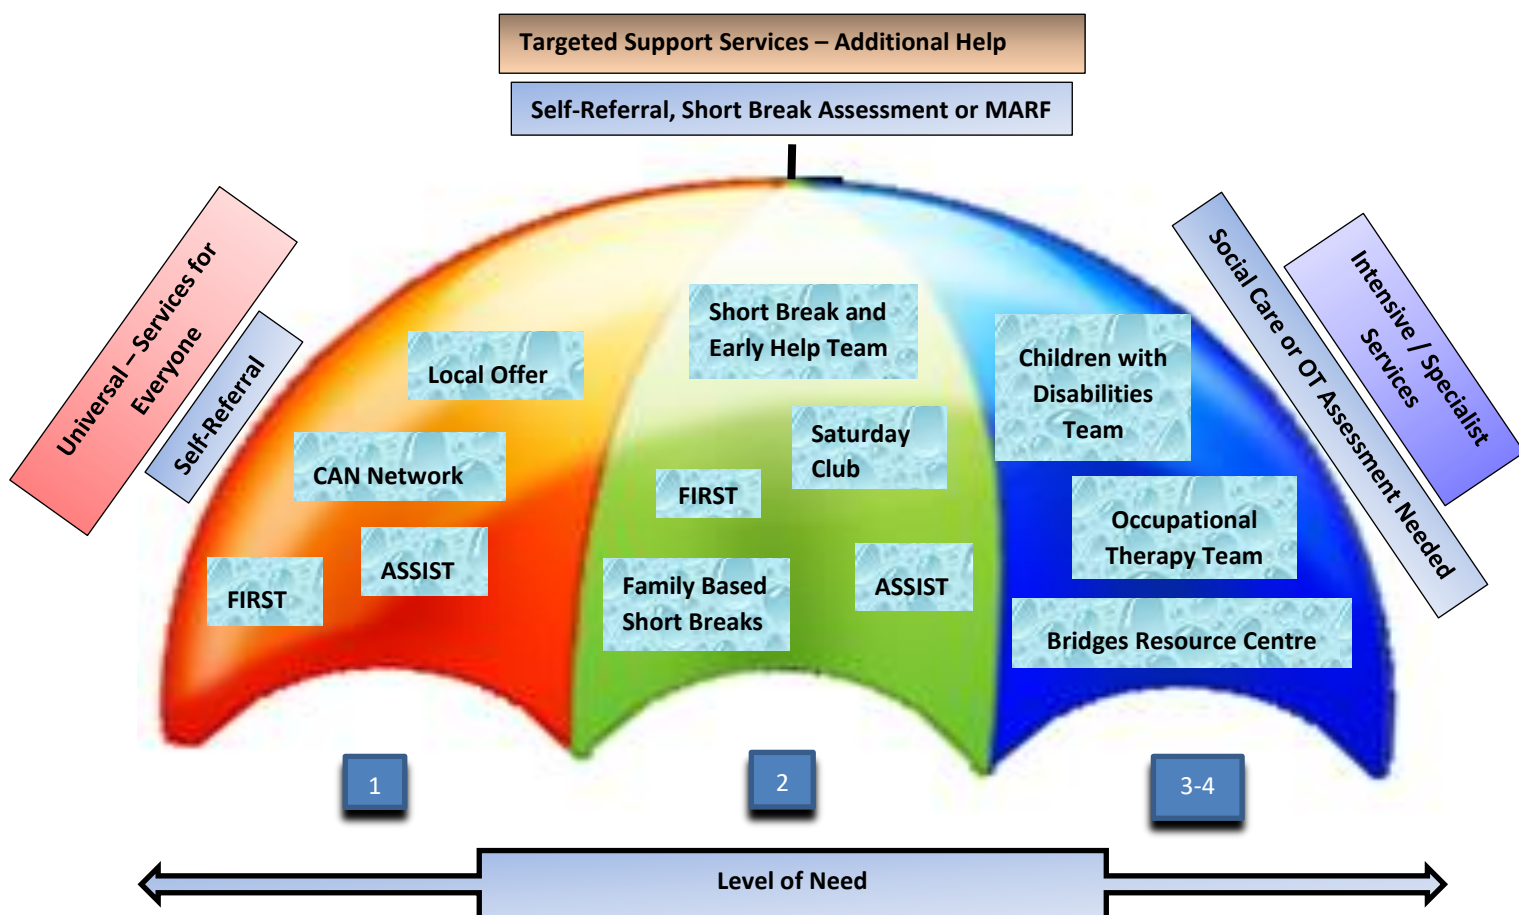 Targeted Support Services – Additional Help
Self-Referral, Short Break Assessment or MARF
Universal – Services for
Everyone
Self-Referral
Social Care or OT Assessment Needed
Intensive / Specialist
Services
Local Offer
CAN Network
ASSIST
FIRST
Short Break and
Early Help Team
Saturday
Club
FIRST
Family Based
Short Breaks
ASSIST
Children with
Disabilities
Team
Occupational
Therapy Team
Bridges Resource Centre
1
2
3-4
Level of Need